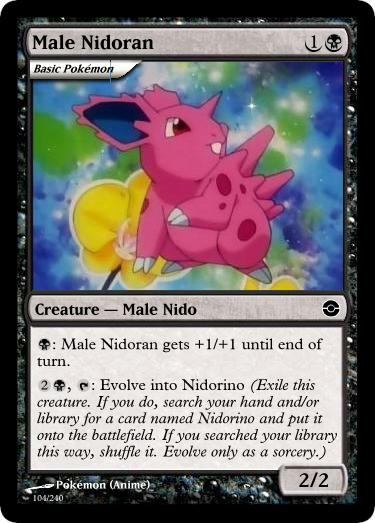 Male Nidoran 1
Basic Pokémon
Creature — Male Nido
: Male Nidoran gets +1/+1 until end of
turn.
2 , : Evolve into Nidorino (Exile this
creature. If you do, search your hand and/or
library for a card named Nidorino and put it
onto the battlefield. If you searched your library
this way, shuffle it. Evolve only as a sorcery.)
2/2
Pokémon (Anime)
104/240